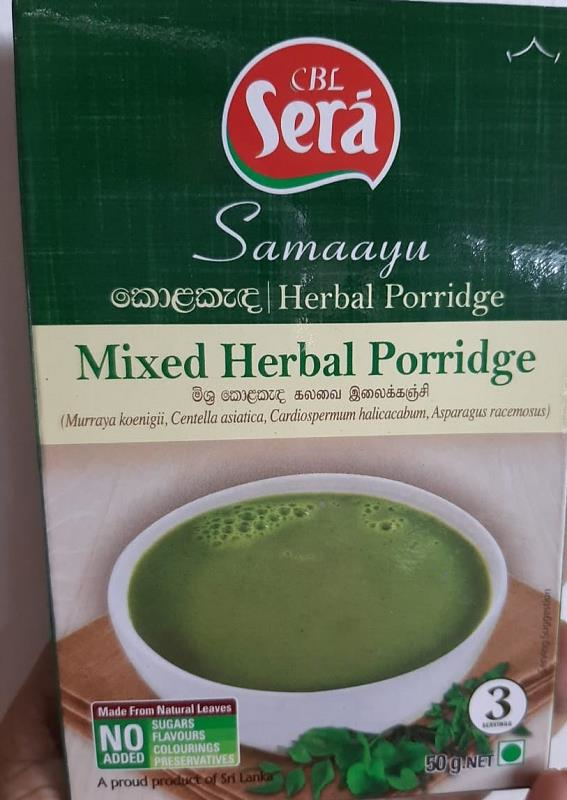 CBL
Será
Samaayu
කොළකැඳ | Herbal Porridge
Mixed Herbal Porridge
මිශ්‍ර කොළකැඳ கலவை இலைக்கஞ்சி
(Murraya koenigii, Centella asiatica, Cardiospermum halicacabum, Asparagus racemosus)
Serving Suggestion
Made From Natural Leaves
NO ADDED
SUGARS
FLAVOURS
COLOURINGS
PRESERVATIVES
3
SERVINGS
50 g.NET
A proud product of Sri Lanka